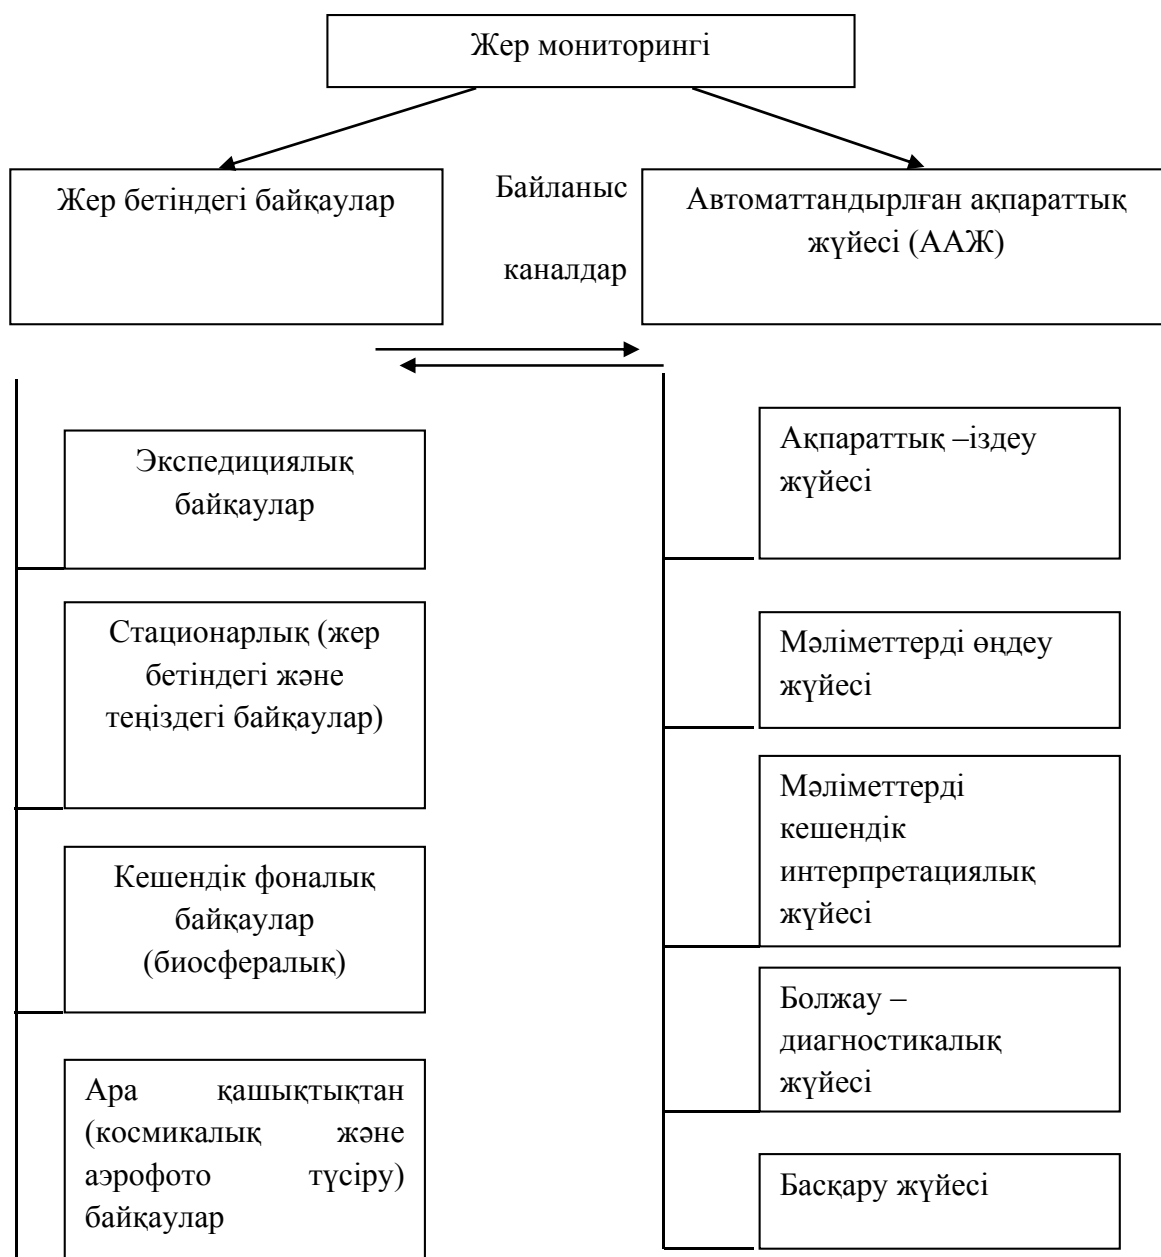 Жер мониторингі
Жер бетіндегі байқаулар
Байланыс
каналдар
Автоматтандырлған ақпараттық
жүйесі (ААЖ)
Экспедициялық
байқаулар
Стационарлық (жер
бетіндегі және
теңіздегі байқаулар)
Кешендік фоналық
байқаулар
(биосфералық)
Ара қашықтықтан
(космикалық және
аэрофото түсіру)
байқаулар
Ақпараттық –іздеу
жүйесі
Мәліметтерді өңдеу
жүйесі
Мәліметтерді
кешендік
интерпретациялық
жүйесі
Болжау –
диагностикалық
жүйесі
Басқару жүйесі